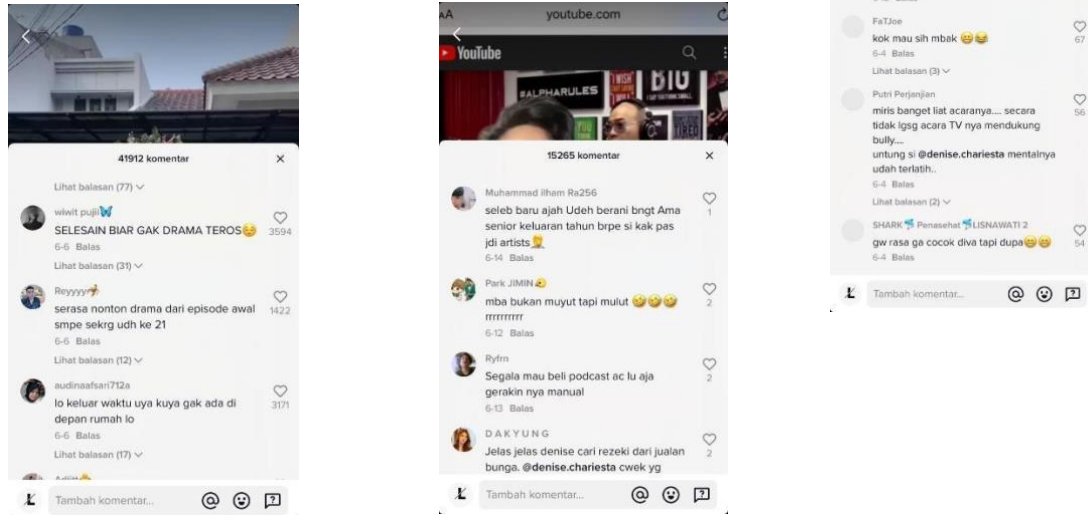 41912 komentar
Lihat balasan (77)
wiwit pujii
SELESAIN BIAR GAK DRAMA TEROS
3594
6-6 Balas
Lihat balasan (31)
Reyyyyr
serasa nonton drama dari episode awal
smpe sekrg udh ke 21
1422
6-6 Balas
Lihat balasan (12)
audinaafsari712a
lo keluar waktu uya kuya gak ada di
depan rumah lo
3171
6-6 Balas
Lihat balasan (17)
Tambah komentar...
AA
youtube.com
YouTube
#ALPHARULES
I WISH
BIG
YOU
TIRED
15265 komentar
Muhammad ilham Ra256
seleb baru ajah Udeh berani bngt Ama
senior keluaran tahun brpe si kak pas
jdi artists
1
6-14 Balas
Park JIMIN
mba bukan muyut tapi mulut
rrrrrrrrrr
2
6-12 Balas
Ryfrn
Segala mau beli podcast ac lu aja
gerakin nya manual
2
6-13 Balas
DAKYUNG
Jelas jelas denise cari rezeki dari jualan
bunga. @denise.chariesta cwek yg
2
Tambah komentar...
FaTJoe
kok mau sih mbak
67
6-4 Balas
Lihat balasan (3)
Putri Perjanjian
miris banget liat acaranya.... secara
tidak lgsg acara TV nya mendukung
bully....
untung si @denise.chariesta mentalnya
udah terlatih..
56
6-4 Balas
Lihat balasan (2)
SHARK Penasehat LISNAWATI 2
gw rasa ga cocok diva tapi dupa
54
6-4 Balas
Tambah komentar...